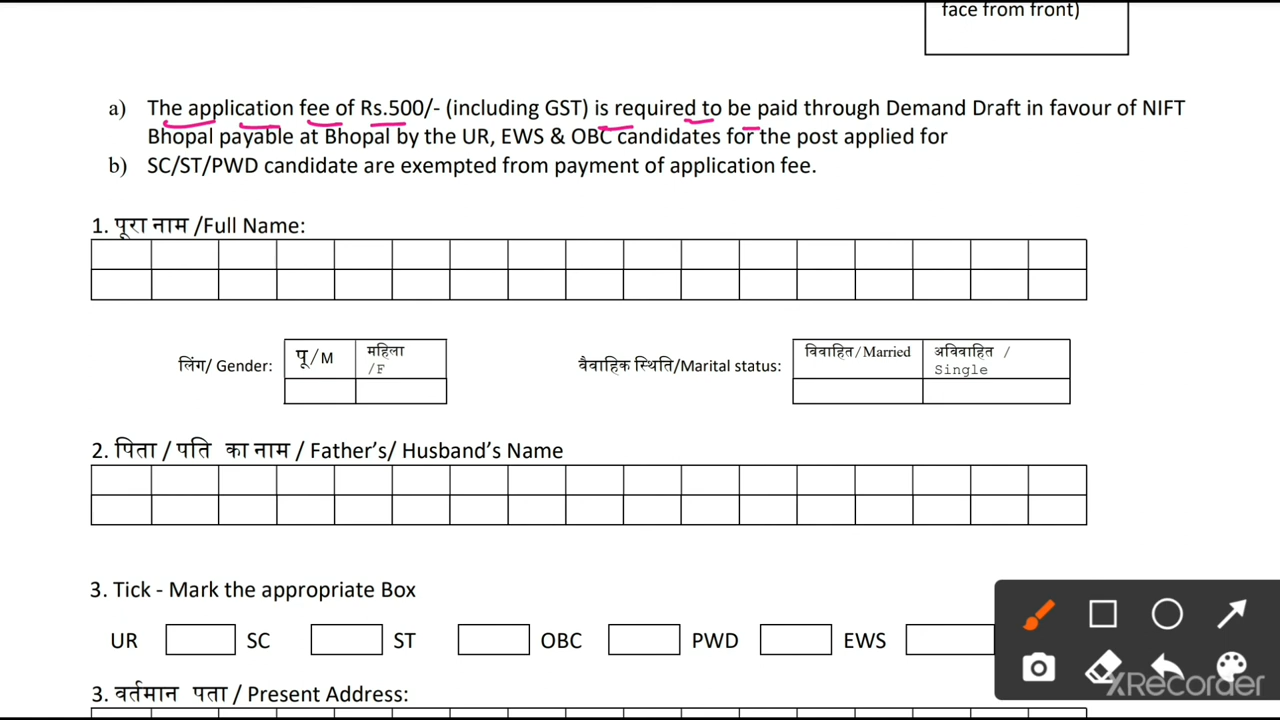 face from front)
a) The application fee of Rs.500/- (including GST) is required to be paid through Demand Draft in favour of NIFT
Bhopal payable at Bhopal by the UR, EWS & OBC candidates for the post applied for
b) SC/ST/PWD candidate are exempted from payment of application fee.
1. पूरा नाम /Full Name:
लिंग/ Gender: पू/M महिला /F वैवाहिक स्थिति/Marital status: विवाहित/Married अविवाहित / Single
2. पिता / पति का नाम / Father’s/ Husband’s Name
3. Tick - Mark the appropriate Box
UR SC ST OBC PWD EWS
3. वर्तमान पता / Present Address:
XRecorder